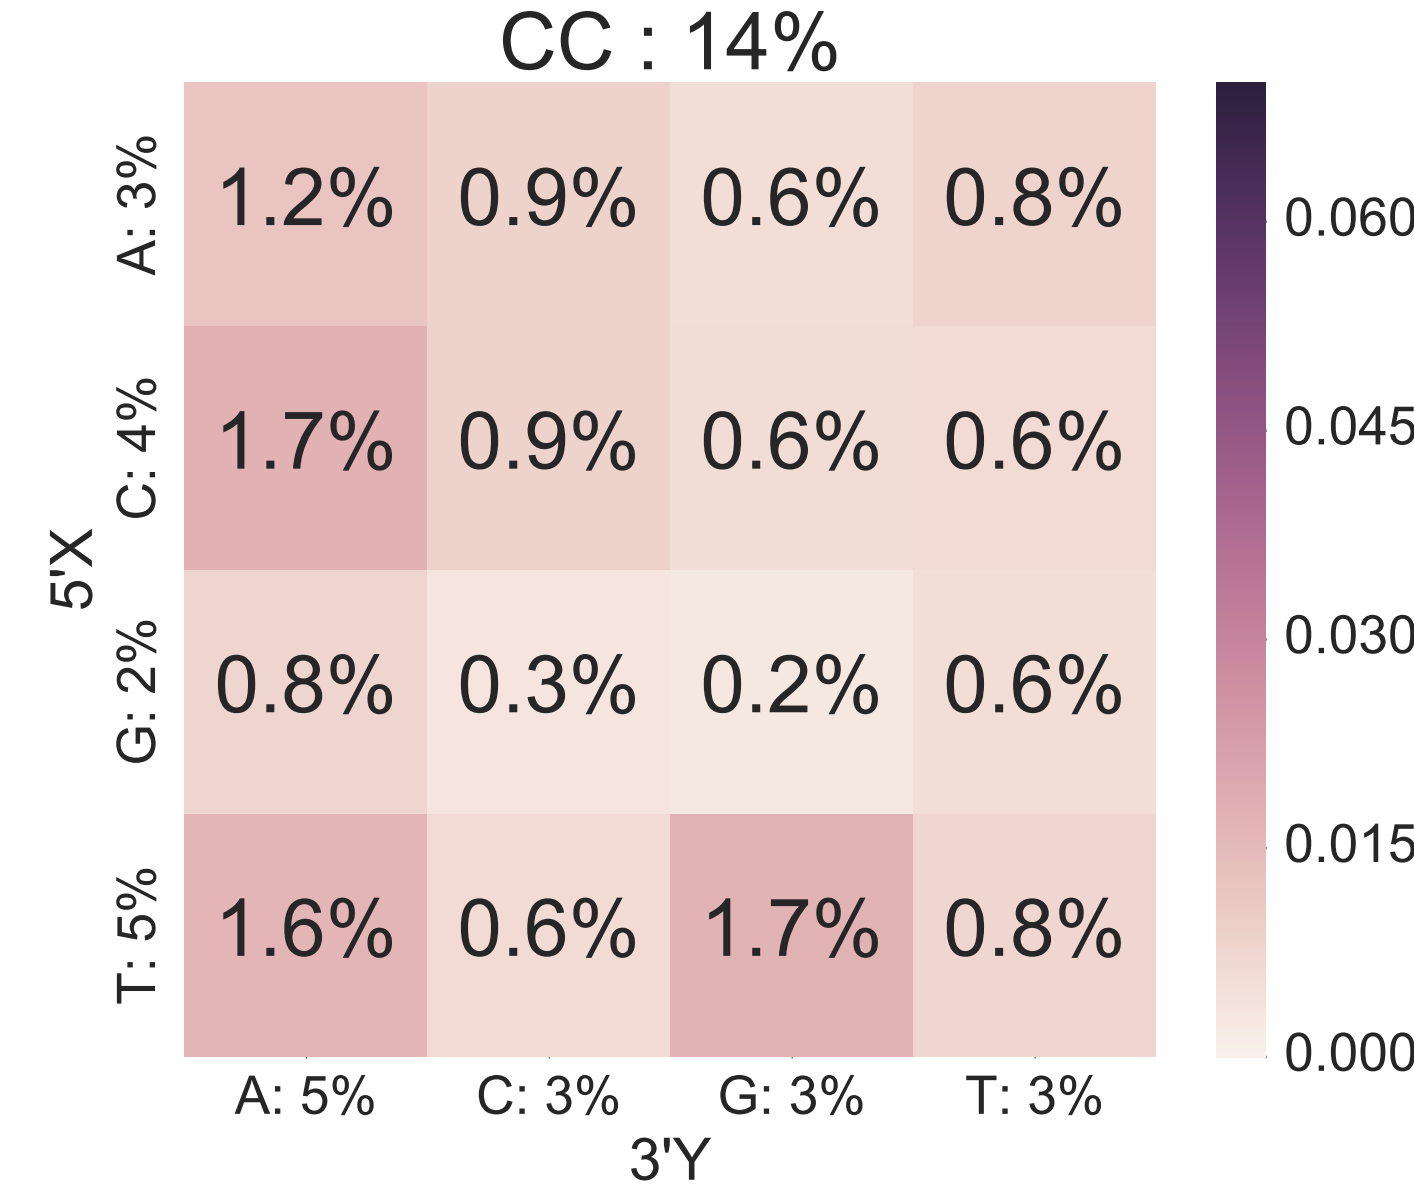 CC : 14%
5'X
A: 3%
1.2% 0.9% 0.6% 0.8%
C: 4%
1.7% 0.9% 0.6% 0.6%
G: 2%
0.8% 0.3% 0.2% 0.6%
T: 5%
1.6% 0.6% 1.7% 0.8%
A: 5% C: 3% G: 3% T: 3%
3'Y
0.060
0.045
0.030
0.015
0.000